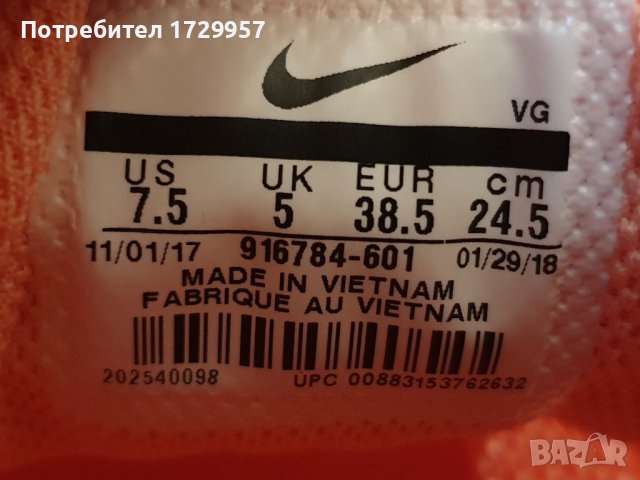 Потребител 1729957
VG
US UK EUR cm
7.5 5 38.5 24.5
11/01/17 916784-601 01/29/18
MADE IN VIETNAM
FABRIQUE AU VIETNAM
202540098 UPC 00883153762632
BAZAR